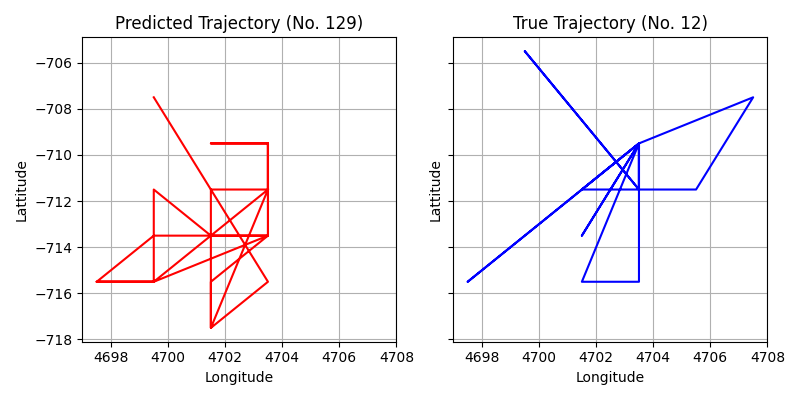 Predicted Trajectory (No. 129)
True Trajectory (No. 12)
Lattitude
−706
−708
−710
−712
−714
−716
−718
4698 4700 4702 4704 4706 4708
Longitude
Lattitude
4698 4700 4702 4704 4706 4708
Longitude